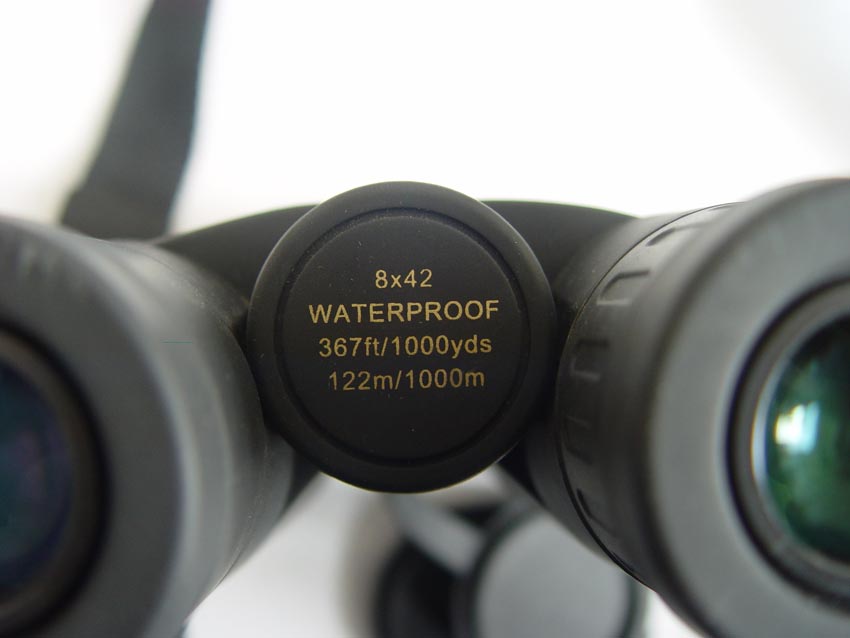 8x42
WATERPROOF
367ft/1000yds
122m/1000m